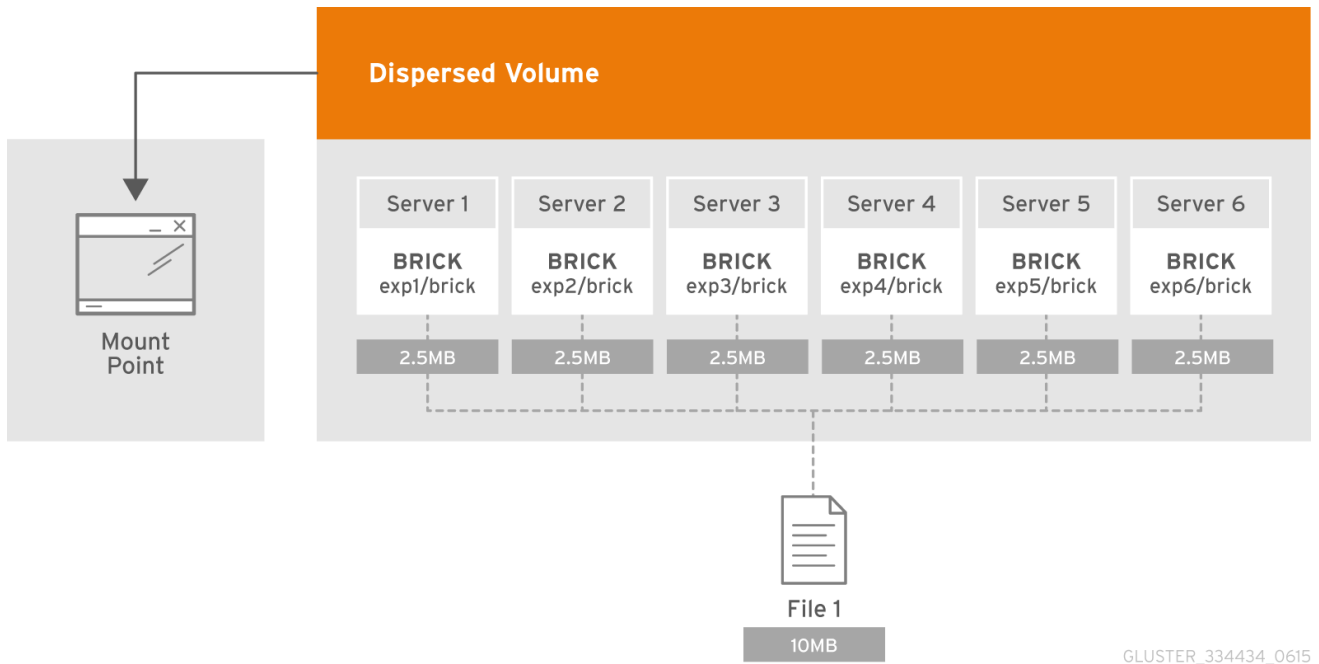 Dispersed Volume
Server 1
Server 2
Server 3
Server 4
Server 5
Server 6
BRICK
exp1/brick
BRICK
exp2/brick
BRICK
exp3/brick
BRICK
exp4/brick
BRICK
exp5/brick
BRICK
exp6/brick
Mount
Point
2.5MB
2.5MB
2.5MB
2.5MB
2.5MB
2.5MB
File 1
10MB
GLUSTER_334434_0615